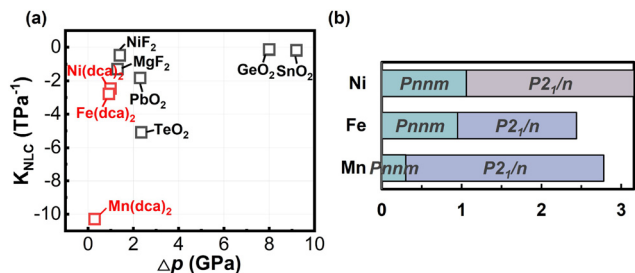 (a)
K_NLC (TPa⁻¹)
0
-2
-4
-6
-8
-10
NiF₂
MgF₂
Ni(dca)₂
PbO₂
Fe(dca)₂
TeO₂
GeO₂ SnO₂
Mn(dca)₂
0 2 4 6 8 10
△p (GPa)
(b)
Ni Pnnm P2₁/n
Fe Pnnm P2₁/n
Mn Pnnm P2₁/n
0 1 2 3